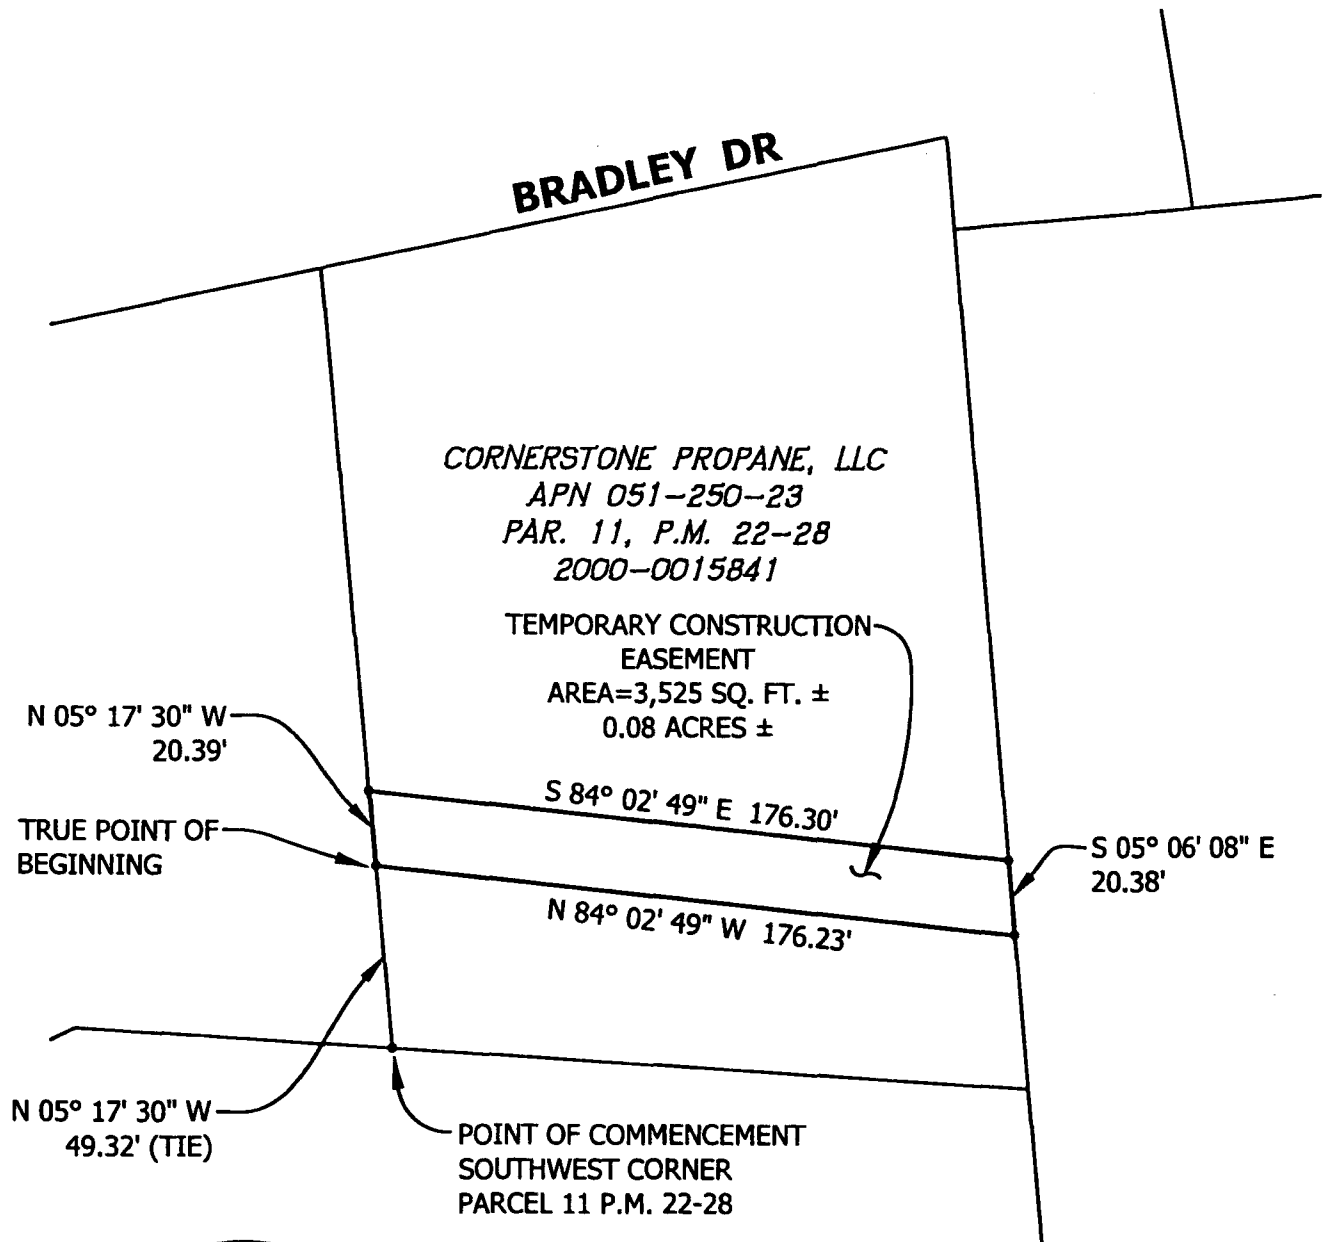 BRADLEY DR
CORNERSTONE PROPANE, LLC
APN 051-250-23
PAR. 11, P.M. 22-28
2000-0015841
TEMPORARY CONSTRUCTION
EASEMENT
AREA=3,525 SQ. FT. ±
0.08 ACRES ±
N 05° 17' 30" W
20.39'
S 84° 02' 49" E 176.30'
TRUE POINT OF
BEGINNING
S 05° 06' 08" E
20.38'
N 84° 02' 49" W 176.23'
N 05° 17' 30" W
49.32' (TIE)
POINT OF COMMENCEMENT
SOUTHWEST CORNER
PARCEL 11 P.M. 22-28